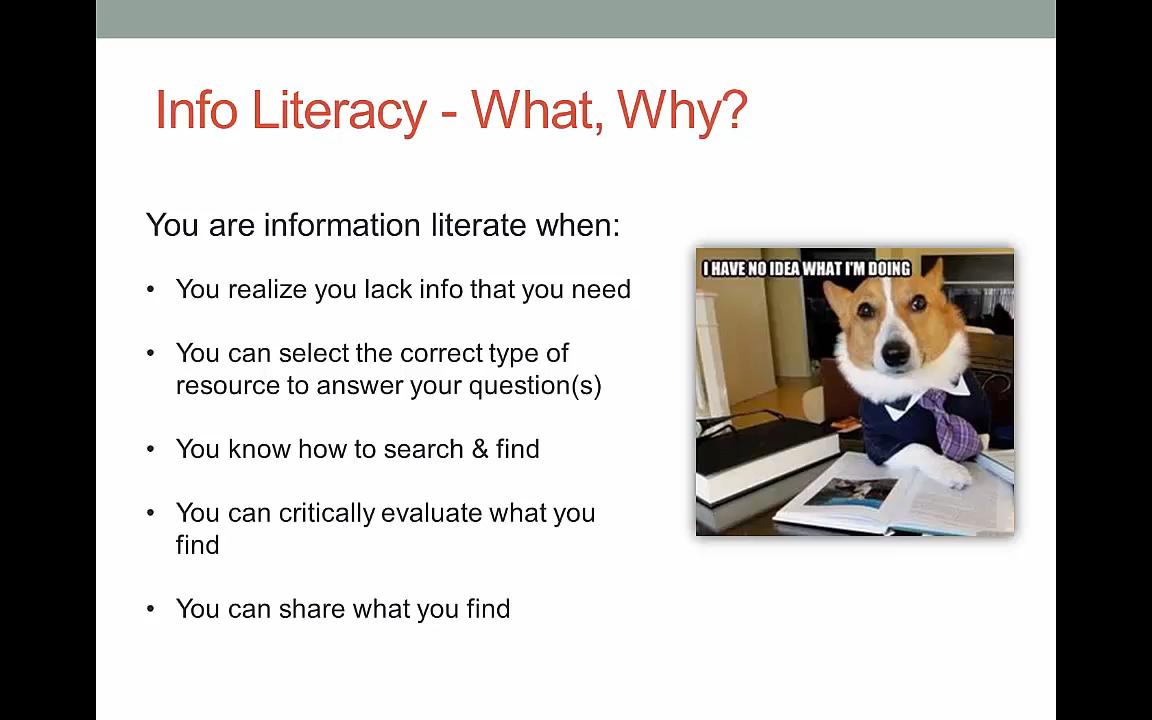 Info Literacy - What, Why?
You are information literate when:
• You realize you lack info that you need
• You can select the correct type of
resource to answer your question(s)
• You know how to search & find
• You can critically evaluate what you
find
• You can share what you find
I HAVE NO IDEA WHAT I'M DOING